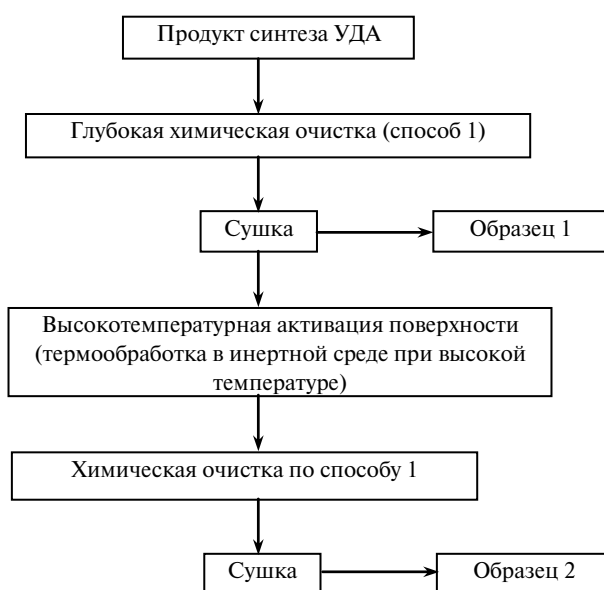 Продукт синтеза УДА
Глубокая химическая очистка (способ 1)
Сушка
Образец 1
Высокотемпературная активация поверхности
(термообработка в инертной среде при высокой
температуре)
Химическая очистка по способу 1
Сушка
Образец 2